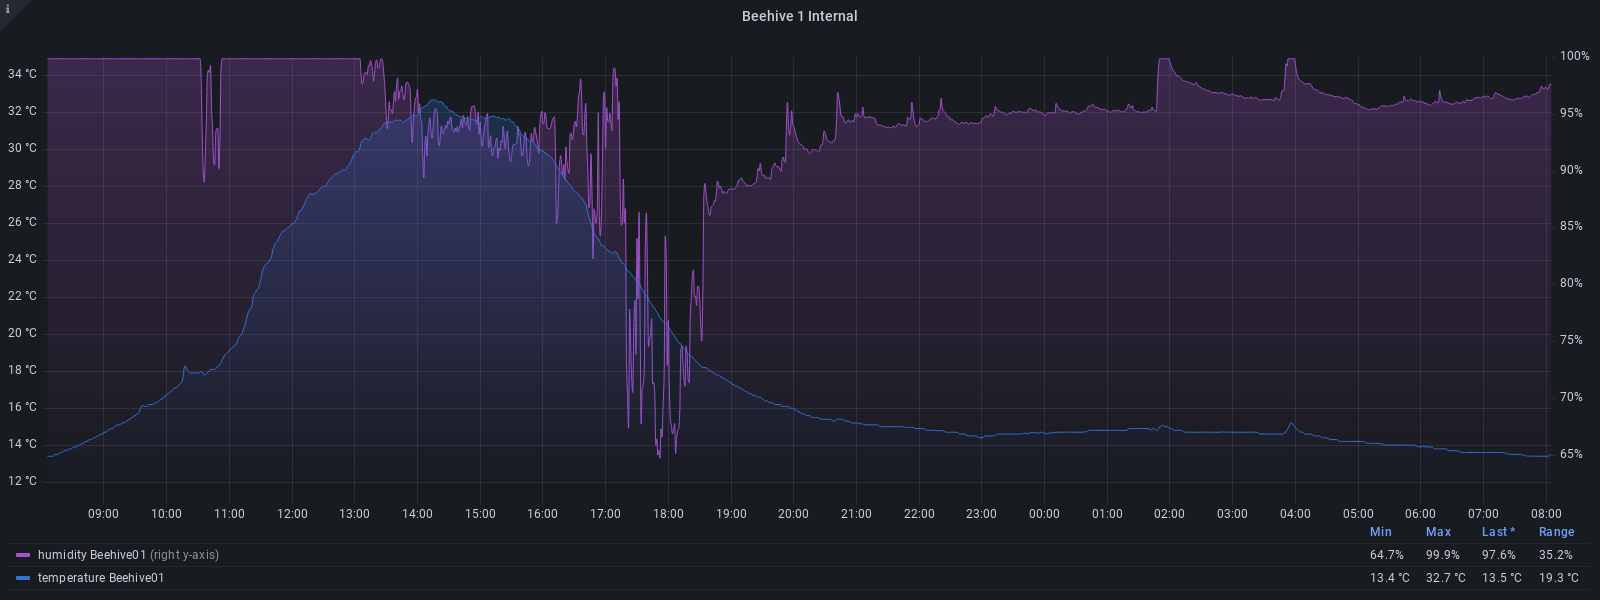 i
Beehive 1 Internal
34 °C
32 °C
30 °C
28 °C
26 °C
24 °C
22 °C
20 °C
18 °C
16 °C
14 °C
12 °C
100%
95%
90%
85%
80%
75%
70%
65%
09:00 10:00 11:00 12:00 13:00 14:00 15:00 16:00 17:00 18:00 19:00 20:00 21:00 22:00 23:00 00:00 01:00 02:00 03:00 04:00 05:00 06:00 07:00 08:00
Min Max Last * Range
humidity Beehive01 (right y-axis) 64.7% 99.9% 97.6% 35.2%
temperature Beehive01 13.4 °C 32.7 °C 13.5 °C 19.3 °C